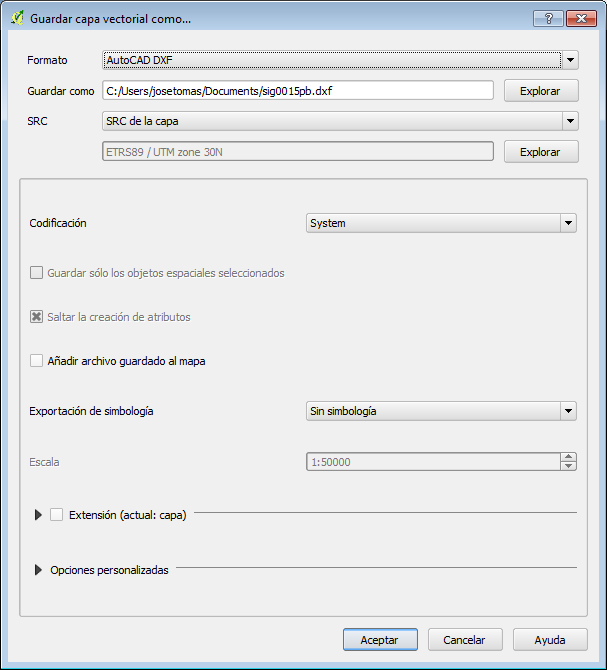 Guardar capa vectorial como...
Formato AutoCAD DXF
Guardar como C:/Users/josetomas/Documents/sig0015pb.dxf Explorar
SRC SRC de la capa
ETRS89 / UTM zone 30N Explorar
Codificación System
Guardar sólo los objetos espaciales seleccionados
Saltar la creación de atributos
Añadir archivo guardado al mapa
Exportación de simbología Sin simbología
Escala 1:50000
Extensión (actual: capa)
Opciones personalizadas
Aceptar Cancelar Ayuda